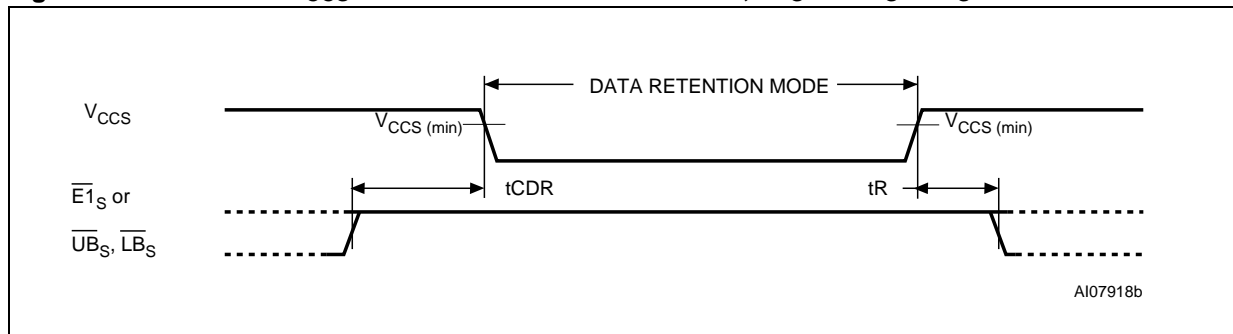 DATA RETENTION MODE
VCCS
VCCS (min)
VCCS (min)
tCDR
tR
E1S or
UBS, LBS
AI07918b